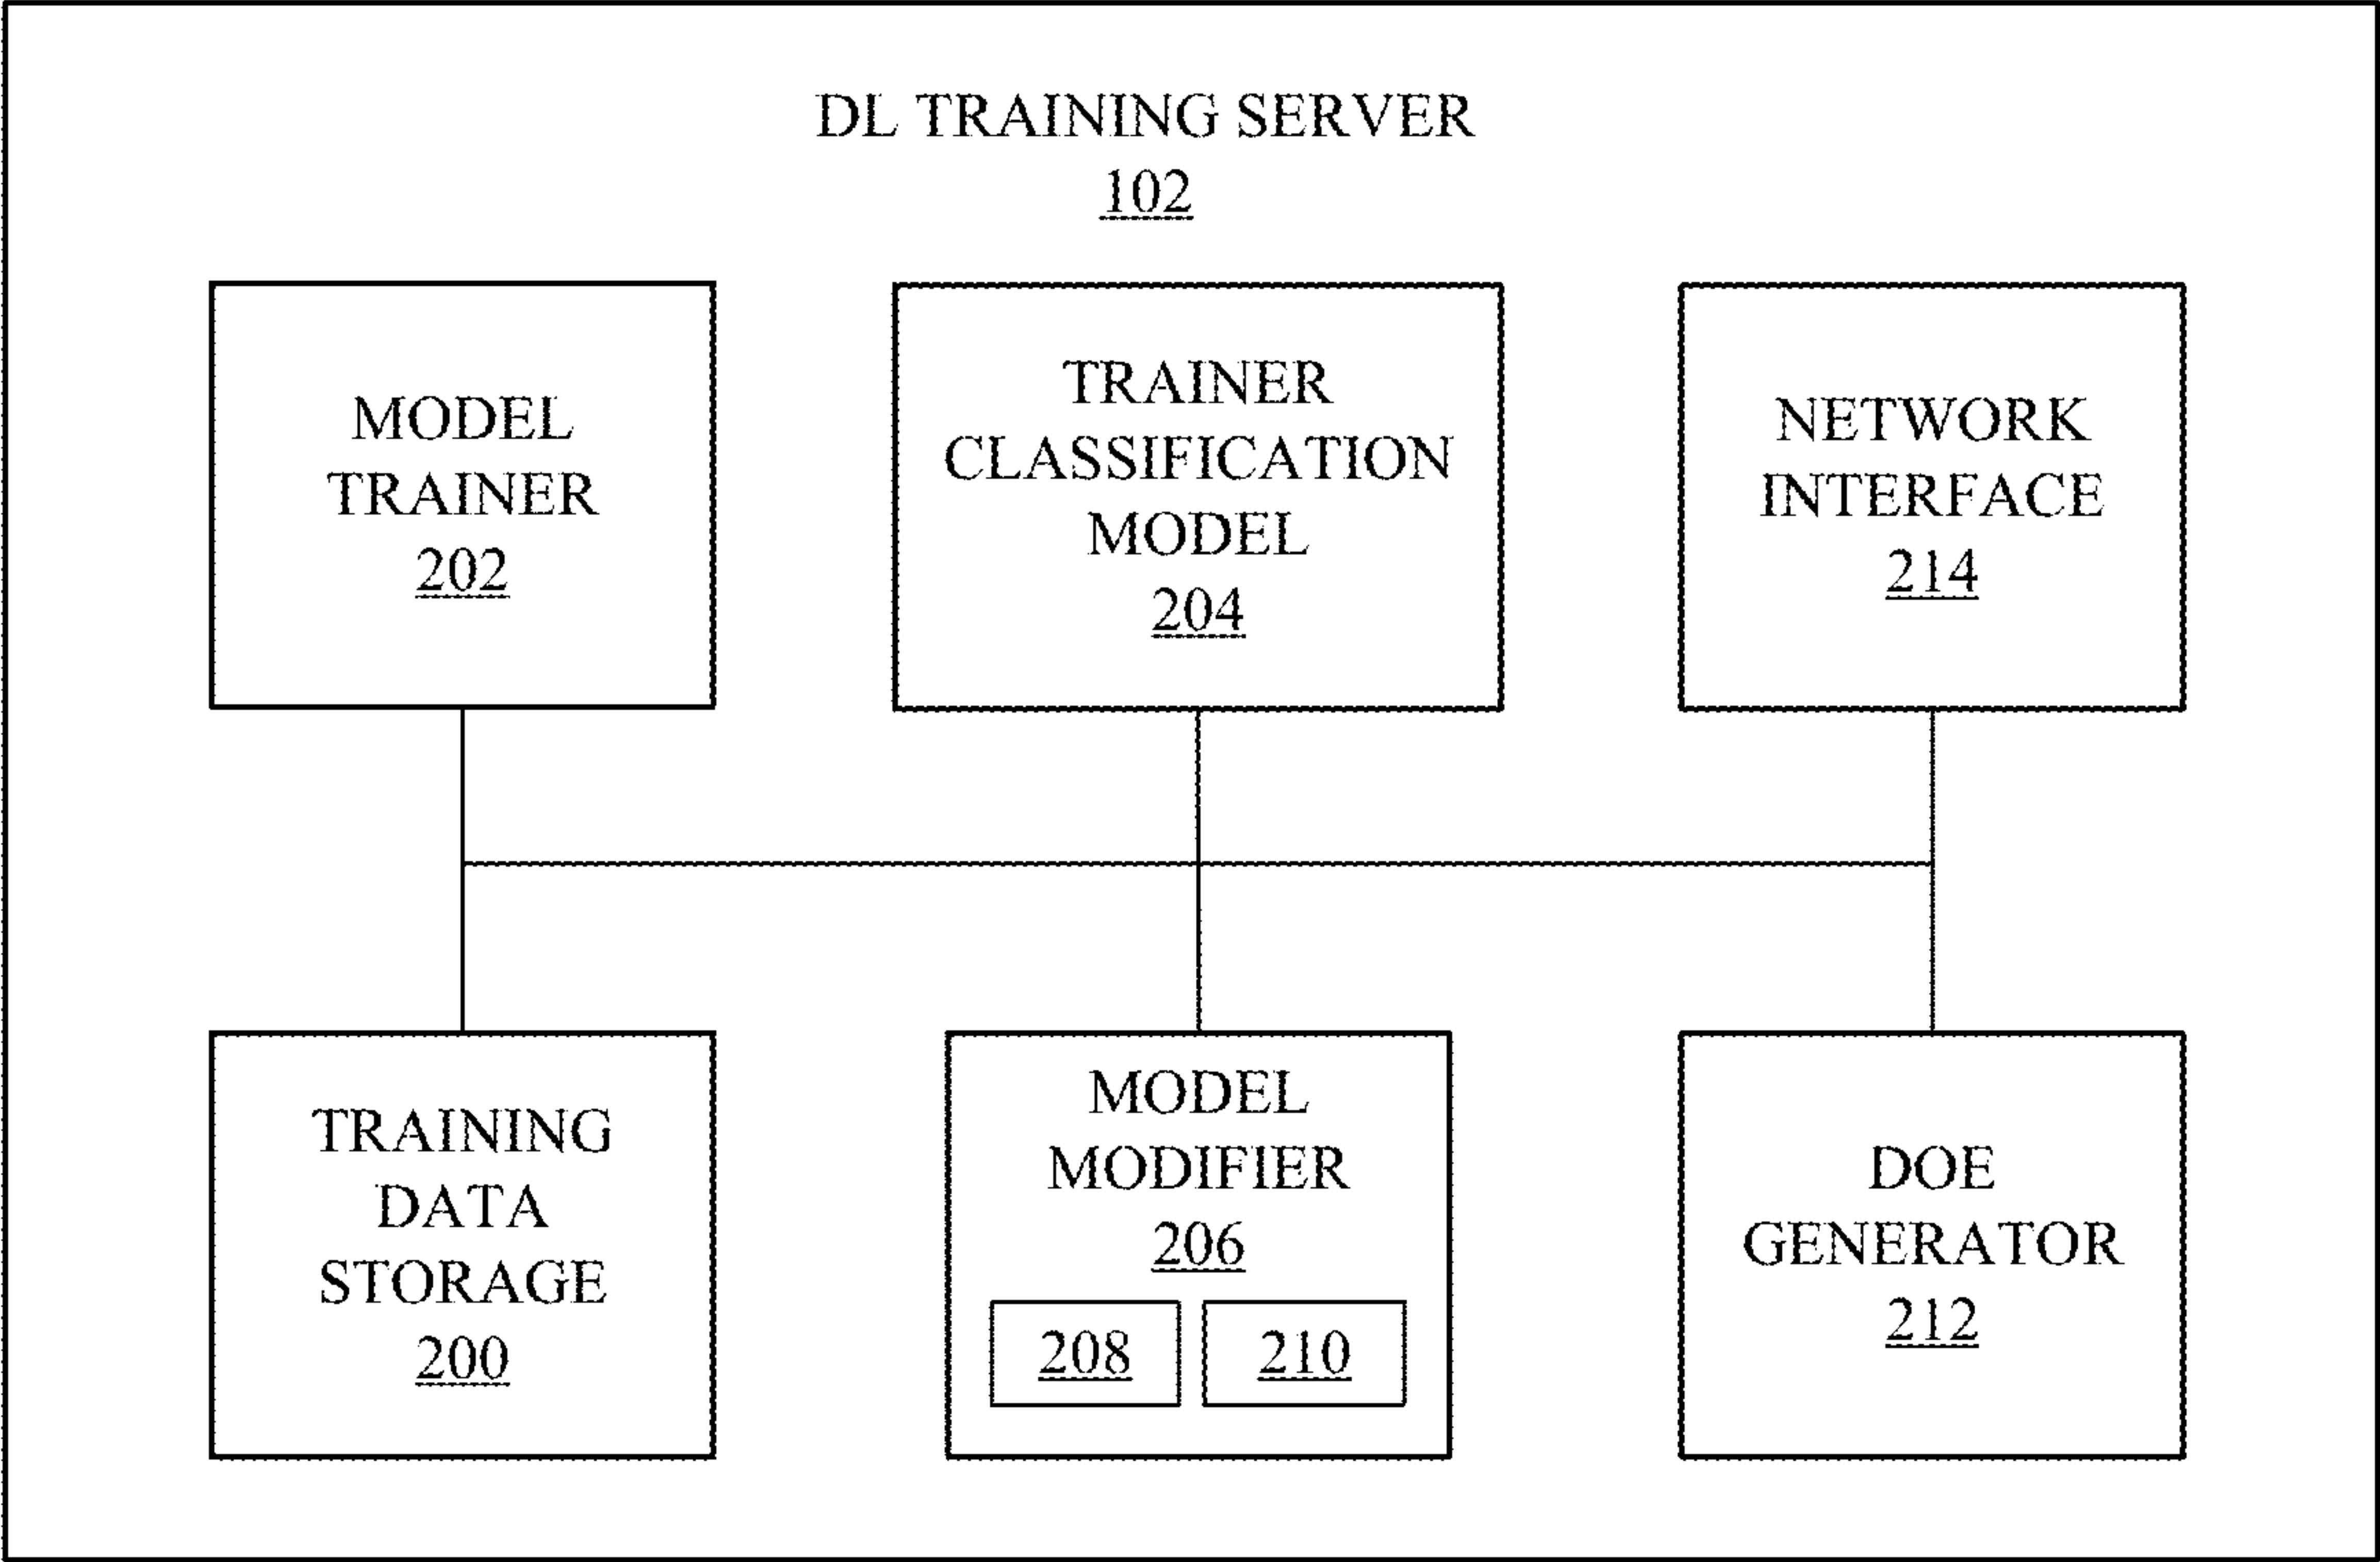 DL TRAINING SERVER
102
MODEL
TRAINER
202
TRAINER
CLASSIFICATION
MODEL
204
NETWORK
INTERFACE
214
TRAINING
DATA
STORAGE
200
MODEL
MODIFIER
206
208
210
DOE
GENERATOR
212